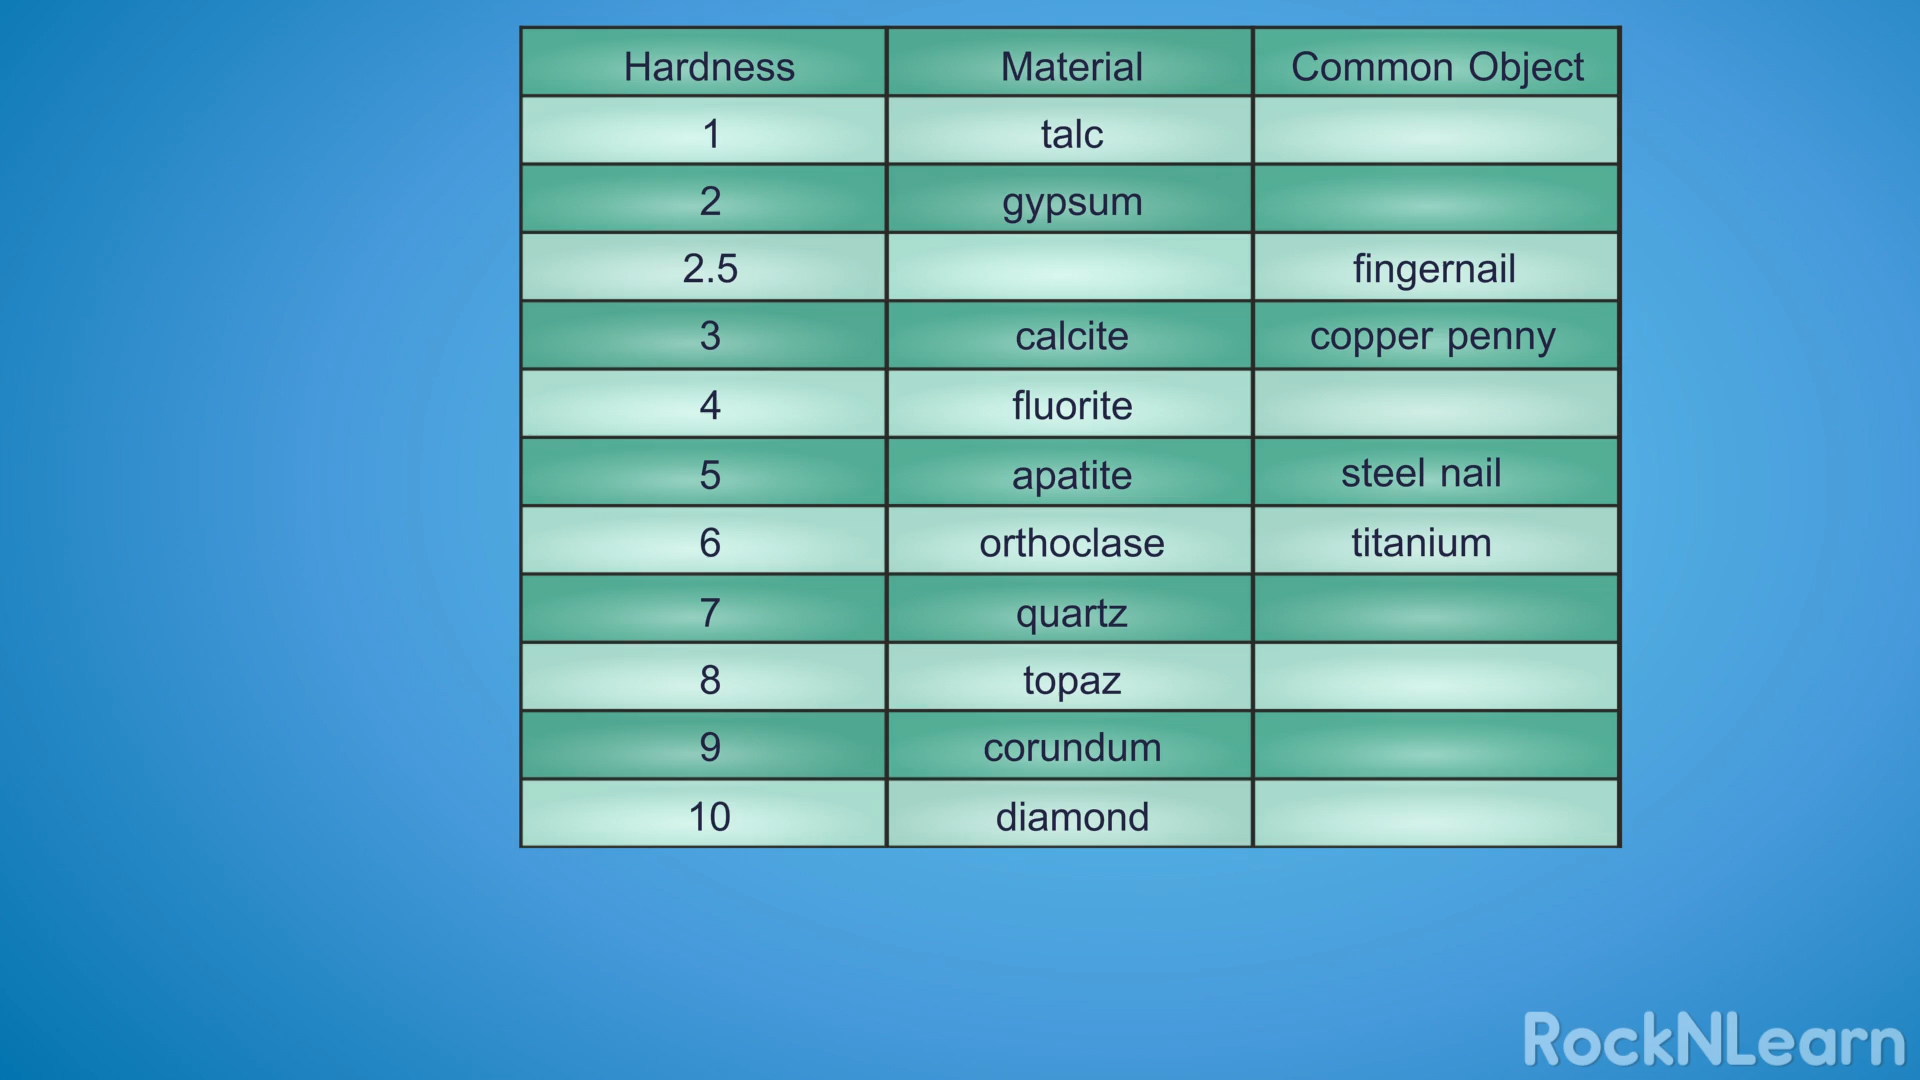 Hardness Material Common Object
1 talc
2 gypsum
2.5 fingernail
3 calcite copper penny
4 fluorite
5 apatite steel nail
6 orthoclase titanium
7 quartz
8 topaz
9 corundum
10 diamond
RockNLearn